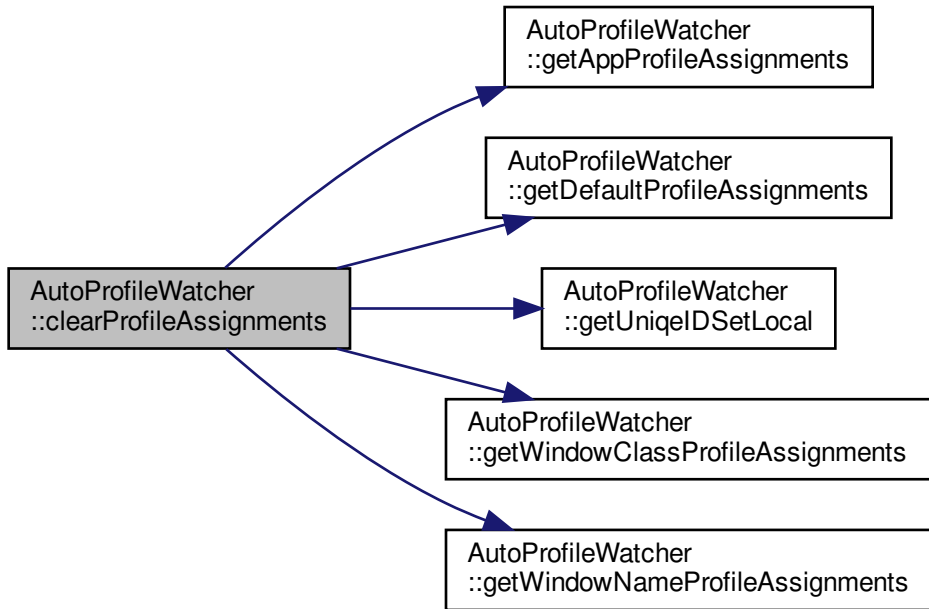 AutoProfileWatcher
::getAppProfileAssignments
AutoProfileWatcher
::getDefaultProfileAssignments
AutoProfileWatcher
::clearProfileAssignments
AutoProfileWatcher
::getUniqeIDSetLocal
AutoProfileWatcher
::getWindowClassProfileAssignments
AutoProfileWatcher
::getWindowNameProfileAssignments